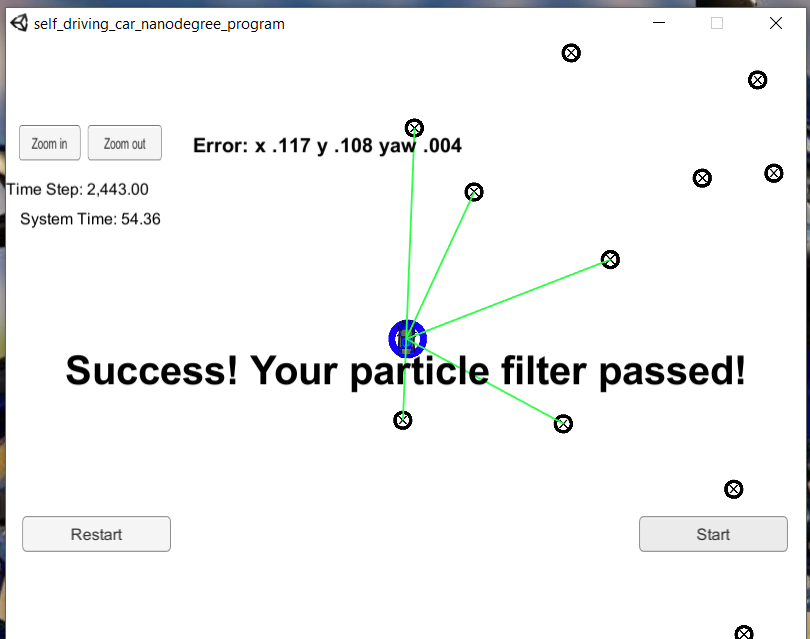 self_driving_car_nanodegree_program
Zoom in Zoom out
Error: x .117 y .108 yaw .004
Time Step: 2,443.00
System Time: 54.36
Success! Your particle filter passed!
Restart
Start